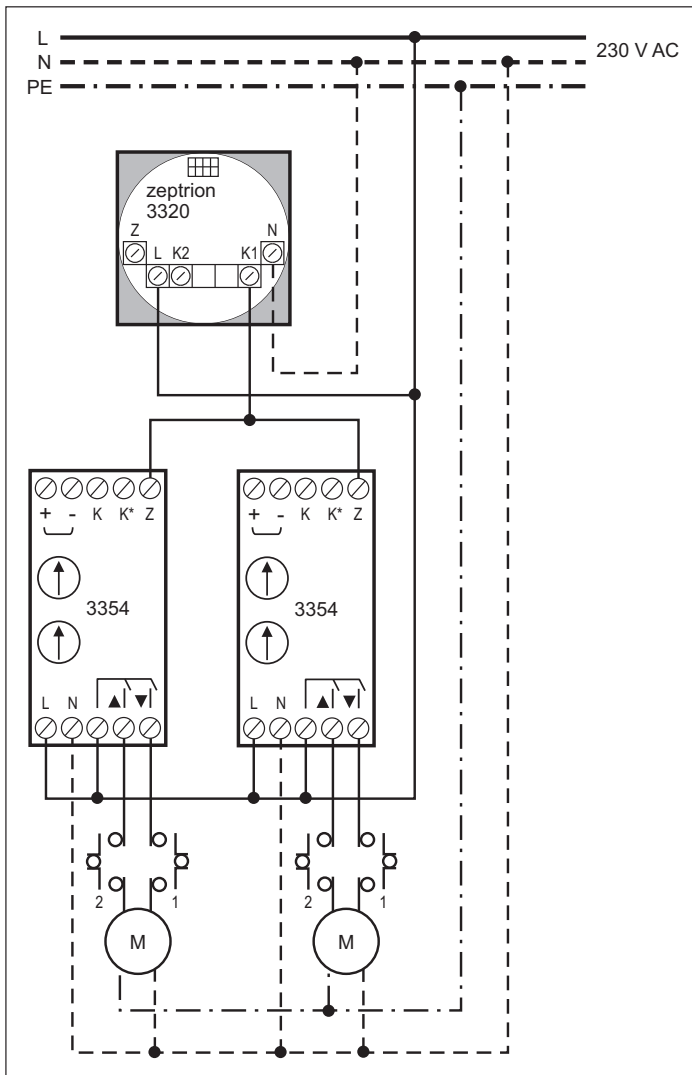 L
N
PE
230 V AC
zeptrion
3320
Z
L K2 K1 N
+ - K K* Z
+ - K K* Z
3354
3354
L N ▲ ▼
L N ▲ ▼
2 1
2 1
M
M